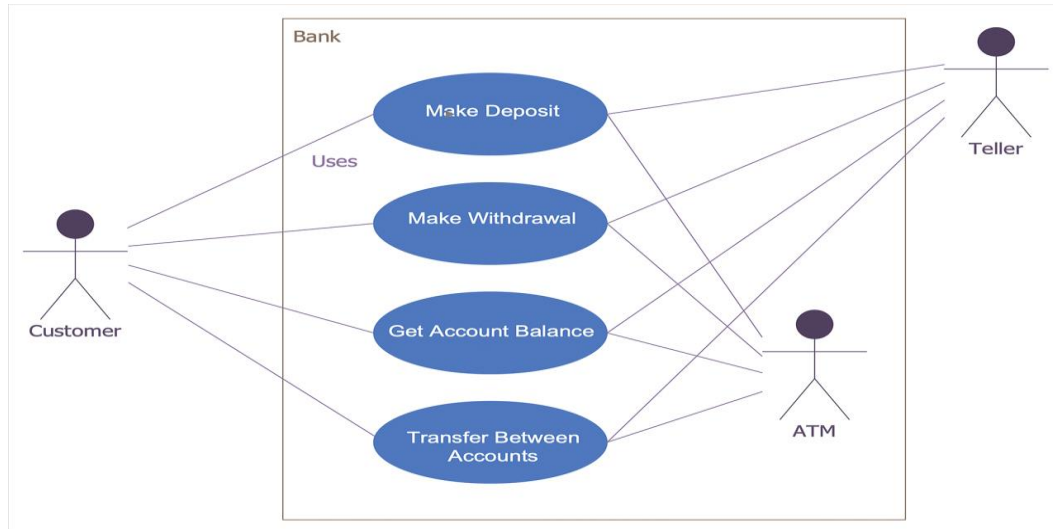 Bank
Make Deposit
Teller
Uses
Make Withdrawal
Customer
Get Account Balance
ATM
Transfer Between
Accounts